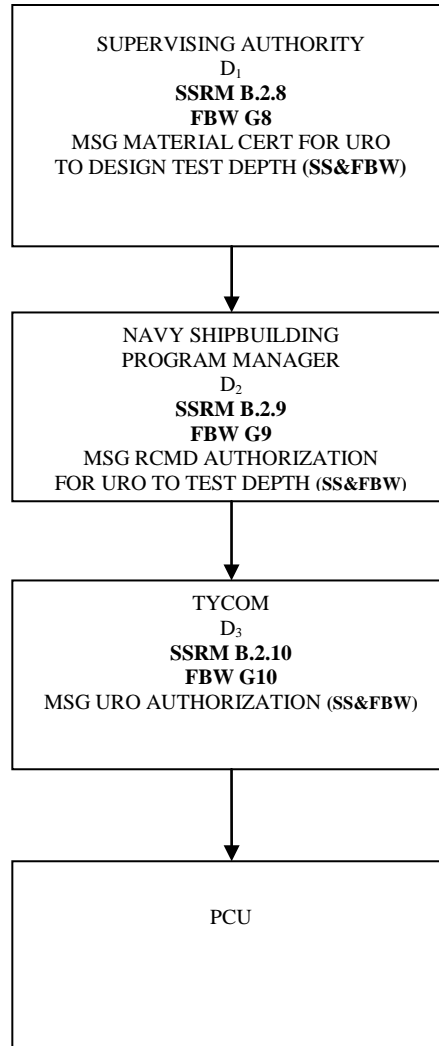 SUPERVISING AUTHORITY
D₁
SSRM B.2.8
FBW G8
MSG MATERIAL CERT FOR URO
TO DESIGN TEST DEPTH (SS&FBW)
NAVY SHIPBUILDING
PROGRAM MANAGER
D₂
SSRM B.2.9
FBW G9
MSG RCMD AUTHORIZATION
FOR URO TO TEST DEPTH (SS&FBW)
TYCOM
D₃
SSRM B.2.10
FBW G10
MSG URO AUTHORIZATION (SS&FBW)
PCU